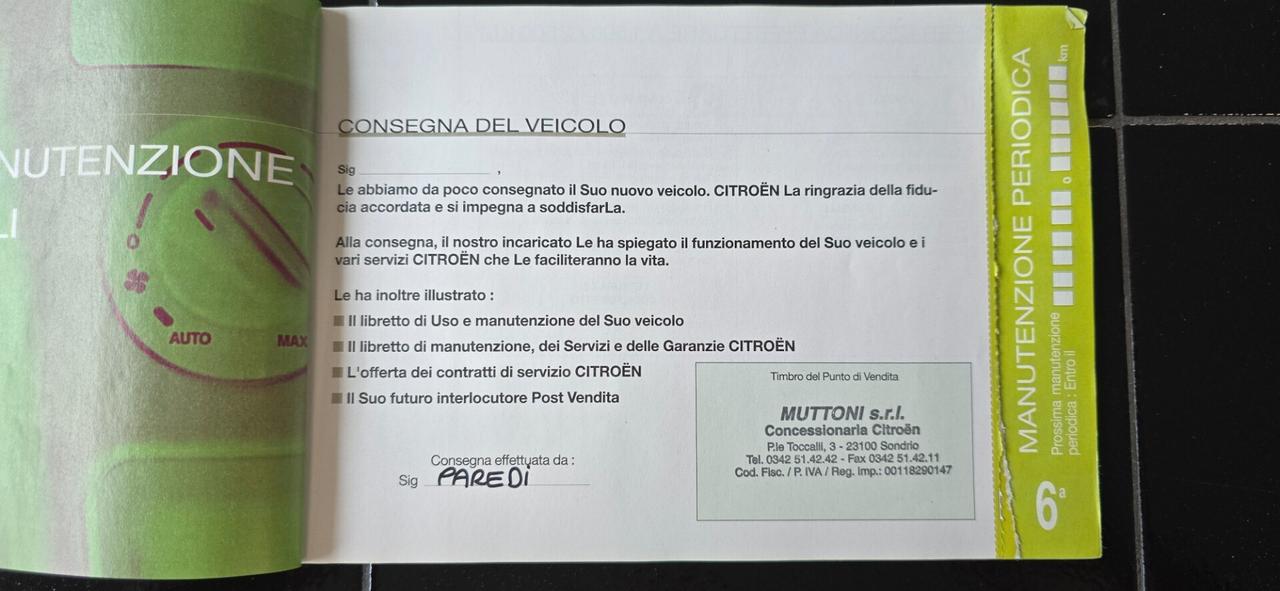 NUTENZIONE
LI
O
AUTO
MAX
CONSEGNA DEL VEICOLO
Sig ,
Le abbiamo da poco consegnato il Suo nuovo veicolo. CITROËN La ringrazia della fidu-
cia accordata e si impegna a soddisfarLa.
Alla consegna, il nostro incaricato Le ha spiegato il funzionamento del Suo veicolo e i
vari servizi CITROËN che Le faciliteranno la vita.
Le ha inoltre illustrato :
Il libretto di Uso e manutenzione del Suo veicolo
Il libretto di manutenzione, dei Servizi e delle Garanzie CITROËN
L'offerta dei contratti di servizio CITROËN
Il Suo futuro interlocutore Post Vendita
Consegna effettuata da :
Sig PAREDI
Timbro del Punto di Vendita
MUTTONI s.r.l.
Concessionaria Citroën
P.le Toccalli, 3 - 23100 Sondrio
Tel. 0342 51.42.42 - Fax 0342 51.42.11
Cod. Fisc. / P. IVA / Reg. Imp.: 00118290147
6a MANUTENZIONE PERIODICA
Prossima manutenzione
periodica : Entro il o km